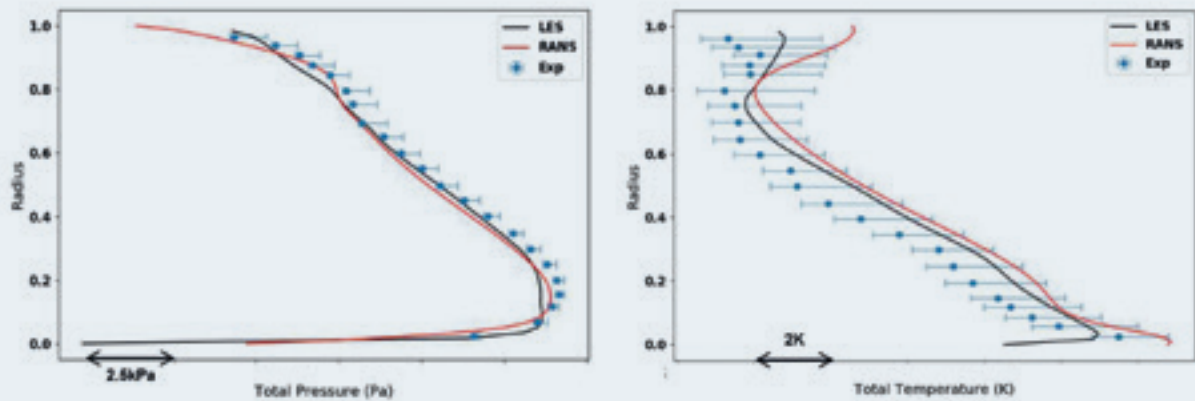 1.0
0.8
0.6
0.4
0.2
0.0
Radius
LES
RANS
Exp
2.5kPa
Total Pressure (Pa)
1.0
0.8
0.6
0.4
0.2
0.0
Radius
LES
RANS
Exp
2K
Total Temperature (K)